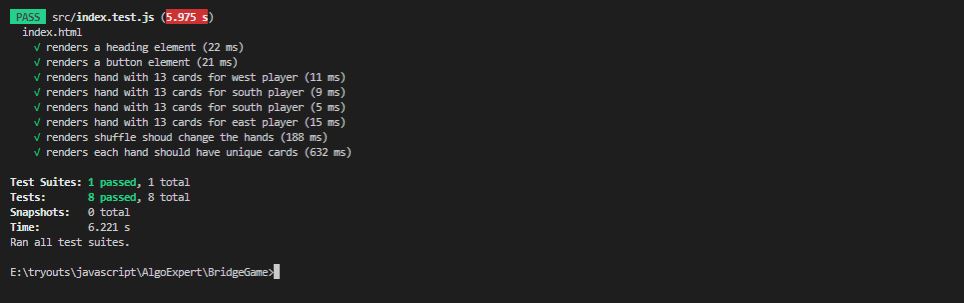 PASS src/index.test.js (5.975 s)
index.html
√ renders a heading element (22 ms)
√ renders a button element (21 ms)
√ renders hand with 13 cards for west player (11 ms)
√ renders hand with 13 cards for south player (9 ms)
√ renders hand with 13 cards for south player (5 ms)
√ renders hand with 13 cards for east player (15 ms)
√ renders shuffle shoud change the hands (188 ms)
√ renders each hand should have unique cards (632 ms)
Test Suites: 1 passed, 1 total
Tests: 8 passed, 8 total
Snapshots: 0 total
Time: 6.221 s
Ran all test suites.
E:\tryouts\javascript\AlgoExpert\BridgeGame>